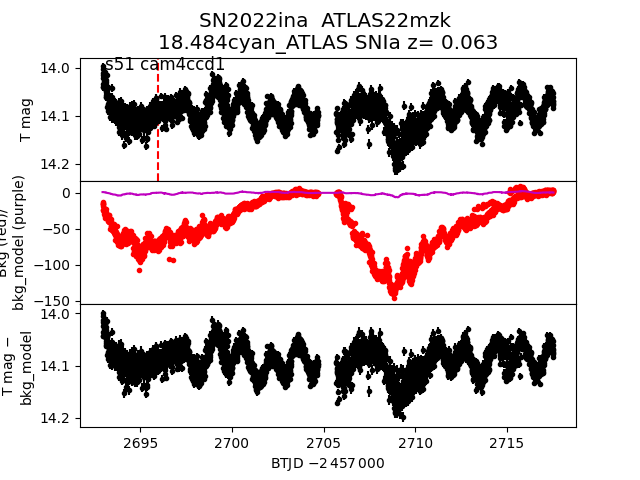 SN2022ina ATLAS22mzk
18.484cyan_ATLAS SNIa z= 0.063
s51 cam4ccd1
14.0
14.1
14.2
T mag
0
−50
−100
−150
Bkg (red)/
bkg_model (purple)
14.0
14.1
14.2
T mag −
bkg_model
2695
2700
2705
2710
2715
BTJD −2 457 000